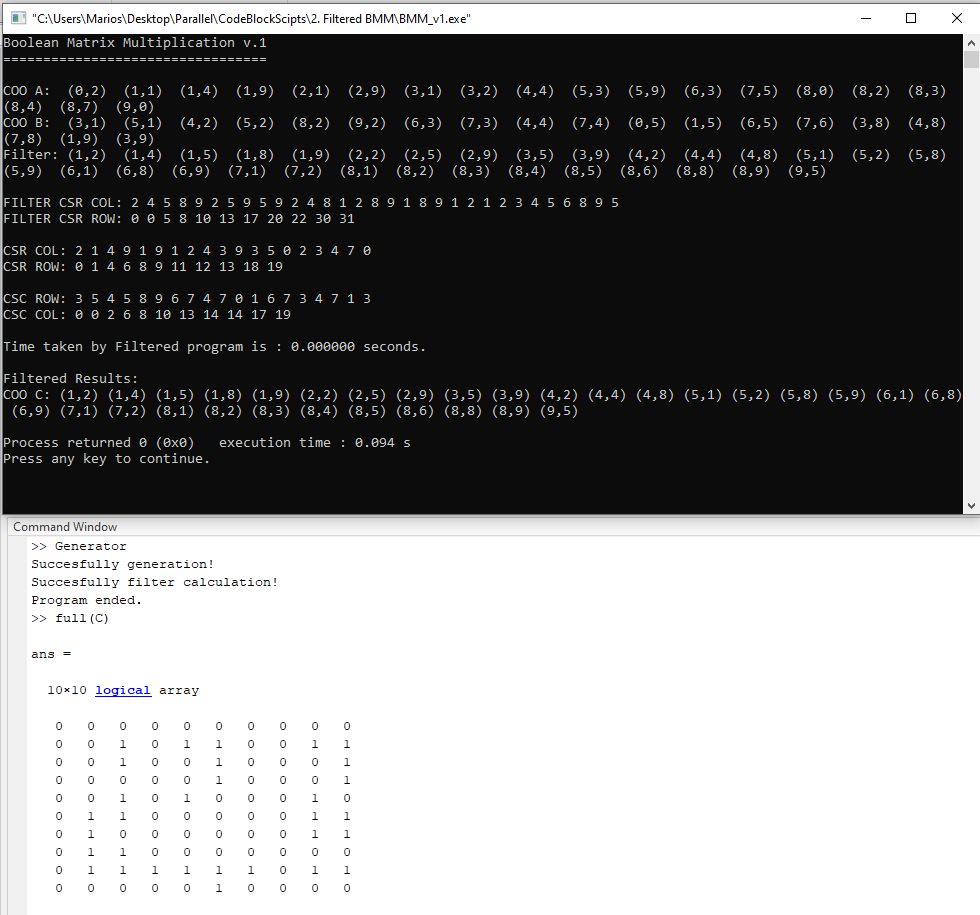 "C:\Users\Marios\Desktop\Parallel\CodeBlockScipts\2. Filtered BMM\BMM_v1.exe"
Boolean Matrix Multiplication v.1
=================================
COO A:  (0,2)  (1,1)  (1,4)  (1,9)  (2,1)  (2,9)  (3,1)  (3,2)  (4,4)  (5,3)  (5,9)  (6,3)  (7,5)  (8,0)  (8,2)  (8,3)
(8,4)  (8,7)  (9,0)
COO B:  (3,1)  (5,1)  (4,2)  (5,2)  (8,2)  (9,2)  (6,3)  (7,3)  (4,4)  (7,4)  (0,5)  (1,5)  (6,5)  (7,6)  (3,8)  (4,8)
(7,8)  (1,9)  (3,9)
Filter: (1,2)  (1,4)  (1,5)  (1,8)  (1,9)  (2,2)  (2,5)  (2,9)  (3,5)  (3,9)  (4,2)  (4,4)  (4,8)  (5,1)  (5,2)  (5,8)
(5,9)  (6,1)  (6,8)  (6,9)  (7,1)  (7,2)  (8,1)  (8,2)  (8,3)  (8,4)  (8,5)  (8,6)  (8,8)  (8,9)  (9,5)
FILTER CSR COL: 2 4 5 8 9 2 5 9 5 9 2 4 8 1 2 8 9 1 8 9 1 2 1 2 3 4 5 6 8 9 5
FILTER CSR ROW: 0 0 5 8 10 13 17 20 22 30 31
CSR COL: 2 1 4 9 1 9 1 2 4 3 9 3 5 0 2 3 4 7 0
CSR ROW: 0 1 4 6 8 9 11 12 13 18 19
CSC ROW: 3 5 4 5 8 9 6 7 4 7 0 1 6 7 3 4 7 1 3
CSC COL: 0 0 2 6 8 10 13 14 14 17 19
Time taken by Filtered program is : 0.000000 seconds.
Filtered Results:
COO C: (1,2) (1,4) (1,5) (1,8) (1,9) (2,2) (2,5) (2,9) (3,5) (3,9) (4,2) (4,4) (4,8) (5,1) (5,2) (5,8) (5,9) (6,1) (6,8)
(6,9) (7,1) (7,2) (8,1) (8,2) (8,3) (8,4) (8,5) (8,6) (8,8) (8,9) (9,5)
Process returned 0 (0x0)   execution time : 0.094 s
Press any key to continue.
Command Window
>> Generator
Succesfully generation!
Succesfully filter calculation!
Program ended.
>> full(C)
ans =
10×10 logical array
0 0 0 0 0 0 0 0 0 0
0 0 1 0 1 1 0 0 1 1
0 0 1 0 0 1 0 0 0 1
0 0 0 0 0 1 0 0 0 1
0 0 1 0 1 0 0 0 1 0
0 1 1 0 0 0 0 0 1 1
0 1 0 0 0 0 0 0 1 1
0 1 1 0 0 0 0 0 0 0
0 1 1 1 1 1 1 0 1 1
0 0 0 0 0 1 0 0 0 0